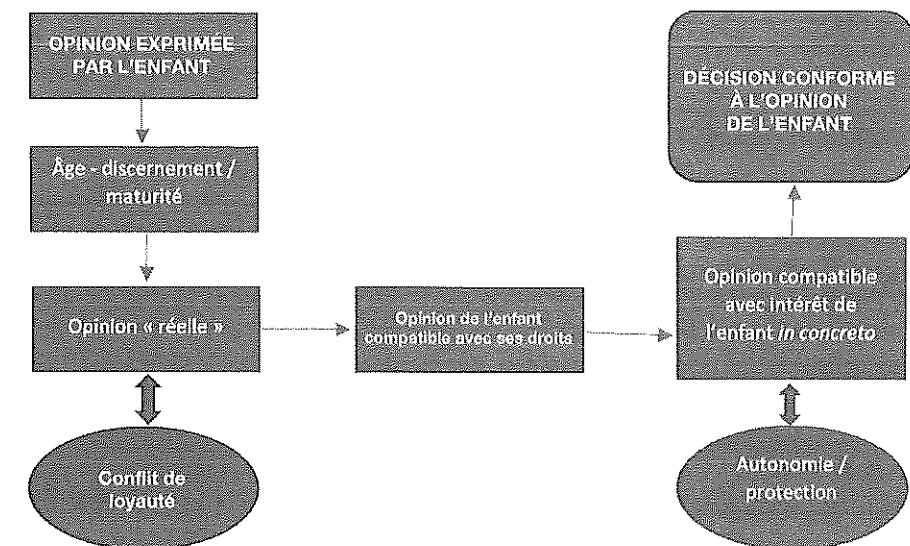 OPINION EXPRIMÉE
PAR L'ENFANT
Âge - discernement /
maturité
Opinion « réelle »
Conflit de
loyauté
Opinion de l'enfant
compatible avec ses droits
Opinion compatible
avec intérêt de
l'enfant in concreto
Autonomie /
protection
DÉCISION CONFORME
À L'OPINION
DE L'ENFANT